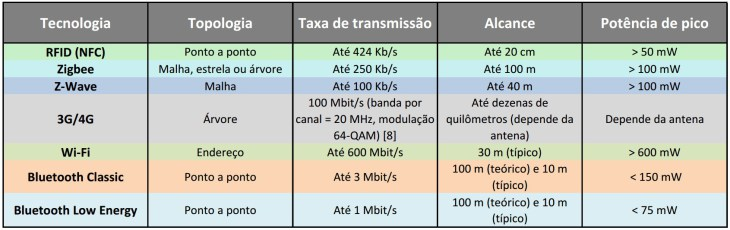 Tecnologia Topologia Taxa de transmissão Alcance Potência de pico
RFID (NFC) Ponto a ponto Até 424 Kb/s Até 20 cm > 50 mW
Zigbee Malha, estrela ou árvore Até 250 Kb/s Até 100 m > 100 mW
Z-Wave Malha Até 100 Kb/s Até 40 m > 100 mW
3G/4G Árvore 100 Mbit/s (banda por
canal = 20 MHz, modulação
64-QAM) [8] Até dezenas de
quilômetros (depende da
antena) Depende da antena
Wi-Fi Endereço Até 600 Mbit/s 30 m (típico) > 600 mW
Bluetooth Classic Ponto a ponto Até 3 Mbit/s 100 m (teórico) e 10 m
(típico) < 150 mW
Bluetooth Low Energy Ponto a ponto Até 1 Mbit/s 100 m (teórico) e 10 m
(típico) < 75 mW